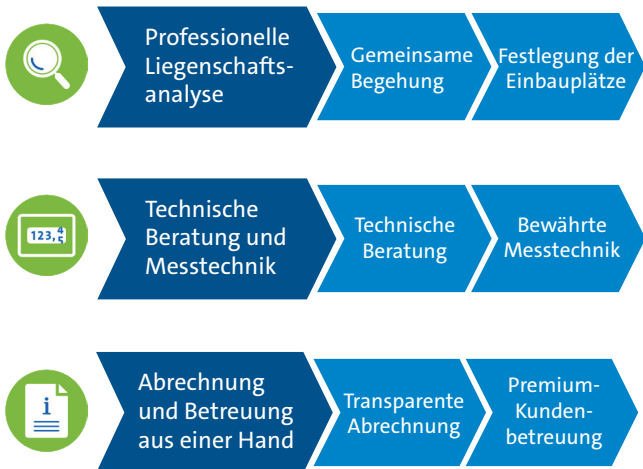 Professionelle
Liegenschafts-
analyse
Gemeinsame
Begehung
Festlegung der
Einbauplätze
123,4
5
Technische
Beratung und
Messtechnik
Technische
Beratung
Bewährte
Messtechnik
i
Abrechnung
und Betreuung
aus einer Hand
Transparente
Abrechnung
Premium-
Kunden-
betreuung